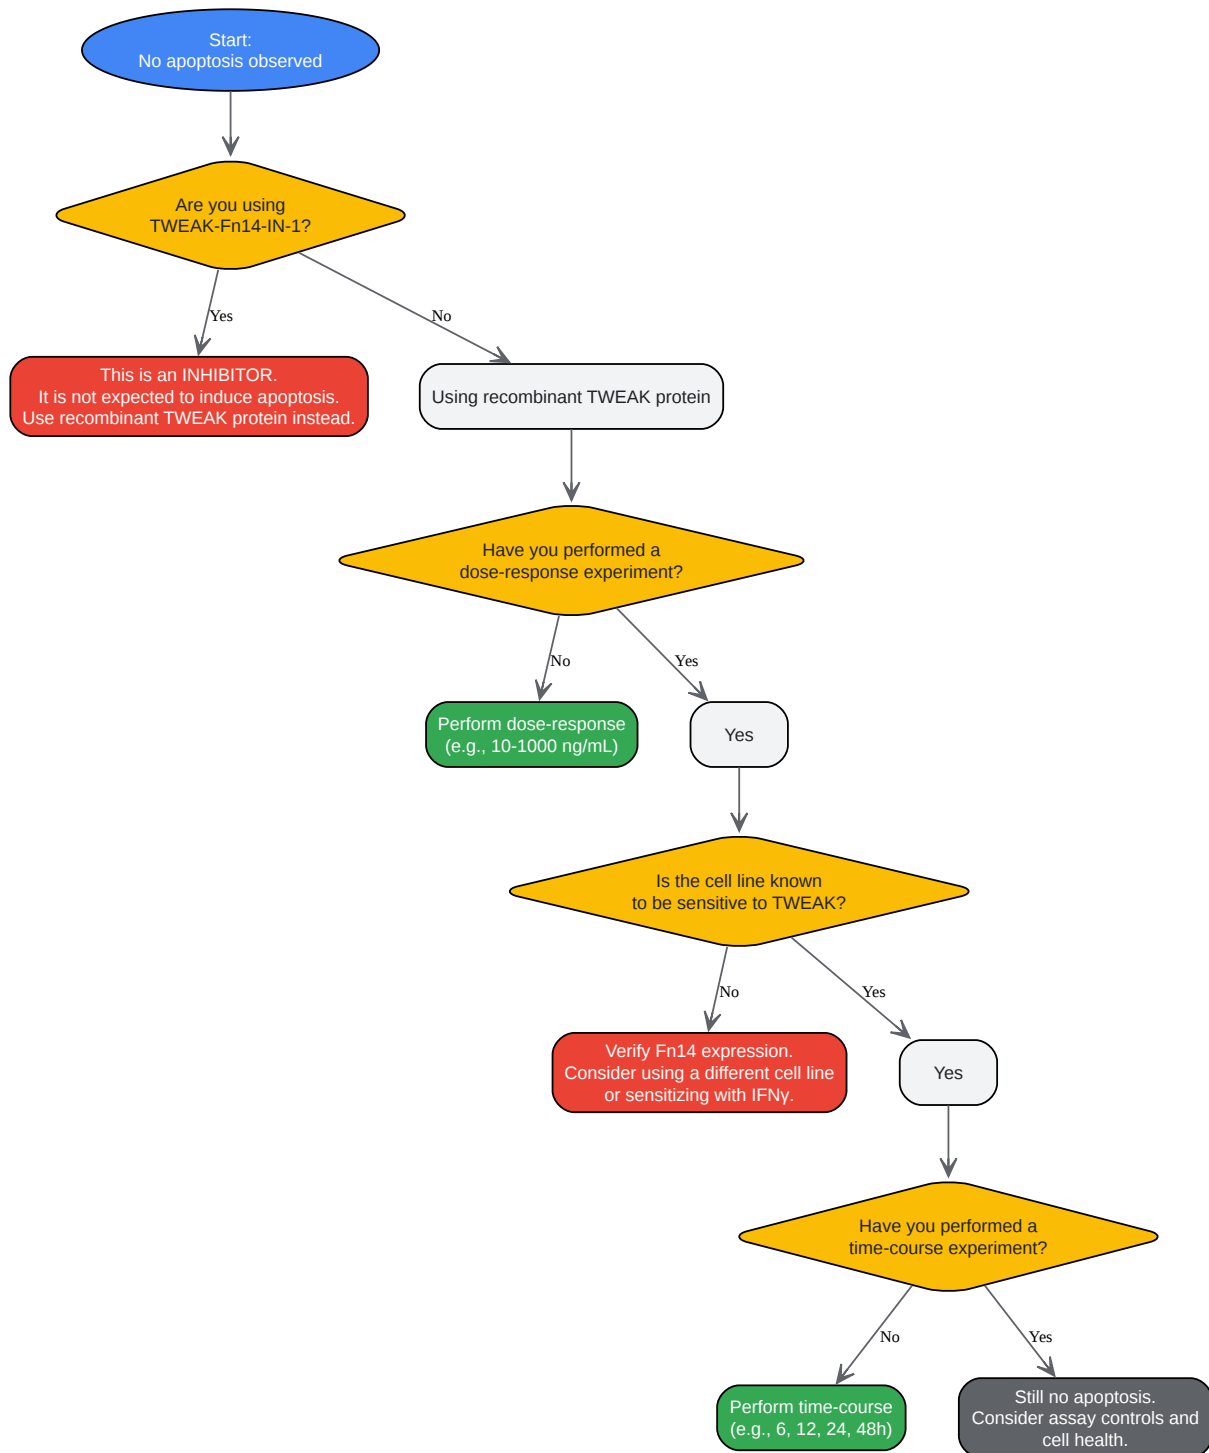 Start:
No apoptosis observed
Are you using
TWEAK-Fn14-IN-1?
Yes
No
This is an INHIBITOR.
It is not expected to induce apoptosis.
Use recombinant TWEAK protein instead.
Using recombinant TWEAK protein
Have you performed a
dose-response experiment?
No
Yes
Perform dose-response
(e.g., 10-1000 ng/mL)
Yes
Is the cell line known
to be sensitive to TWEAK?
No
Yes
Verify Fn14 expression.
Consider using a different cell line
or sensitizing with IFNγ.
Yes
Have you performed a
time-course experiment?
No
Yes
Perform time-course
(e.g., 6, 12, 24, 48h)
Still no apoptosis.
Consider assay controls and
cell health.